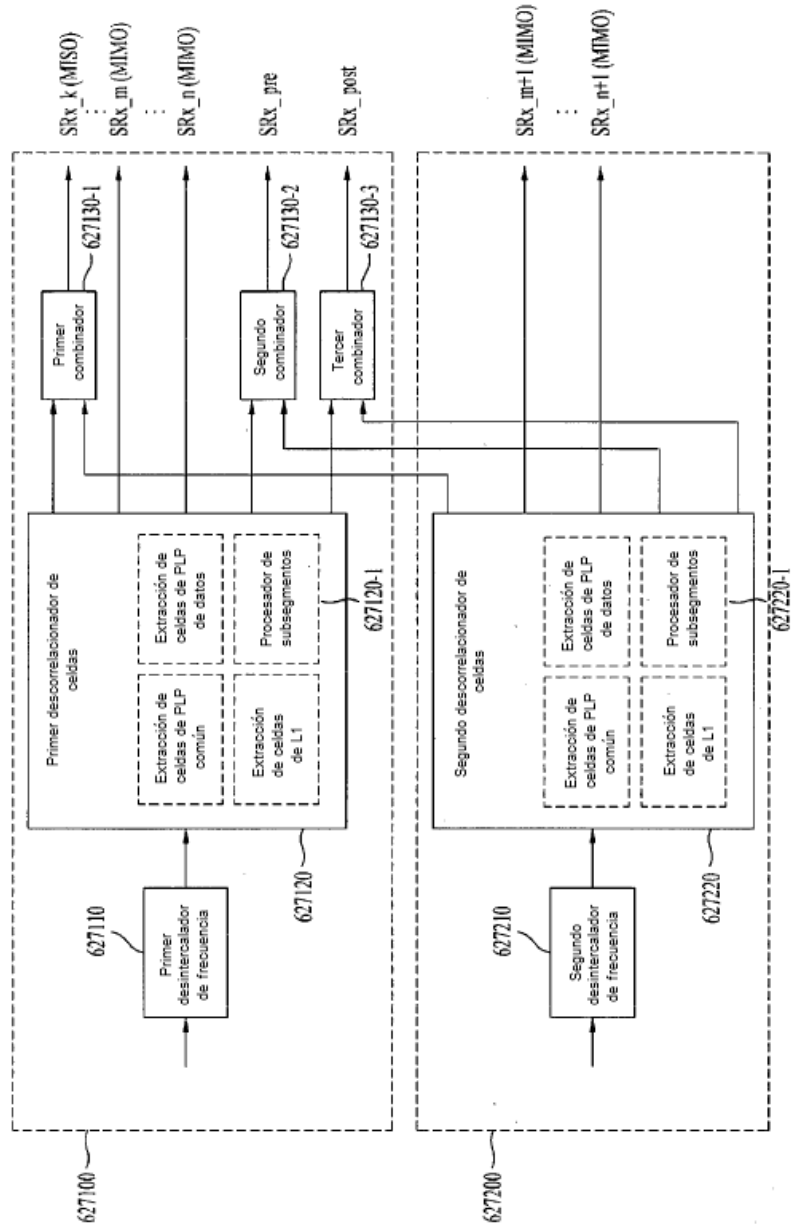 627100
627110
Primer
desintercalador
de frecuencia
627120
Primer descorrelacionador de
celdas
Extracción de
celdas de PLP
común
Extracción de
celdas de PLP
de datos
Extracción
de celdas
de L1
Procesador de
subsegmentos
627120-1
Primer
combinador
627130-1
Segundo
combinador
627130-2
Tercer
combinador
627130-3
SRx_k (MISO)
⋮
SRx_m (MIMO)
⋮
SRx_n (MIMO)
SRx_pre
SRx_post
627200
627210
Segundo
desintercalador
de frecuencia
627220
Segundo descorrelacionador de
celdas
Extracción de
celdas de PLP
común
Extracción de
celdas de PLP
de datos
Extracción
de celdas
de L1
Procesador de
subsegmentos
627220-1
SRx_m+1 (MIMO)
⋮
SRx_n+1 (MIMO)